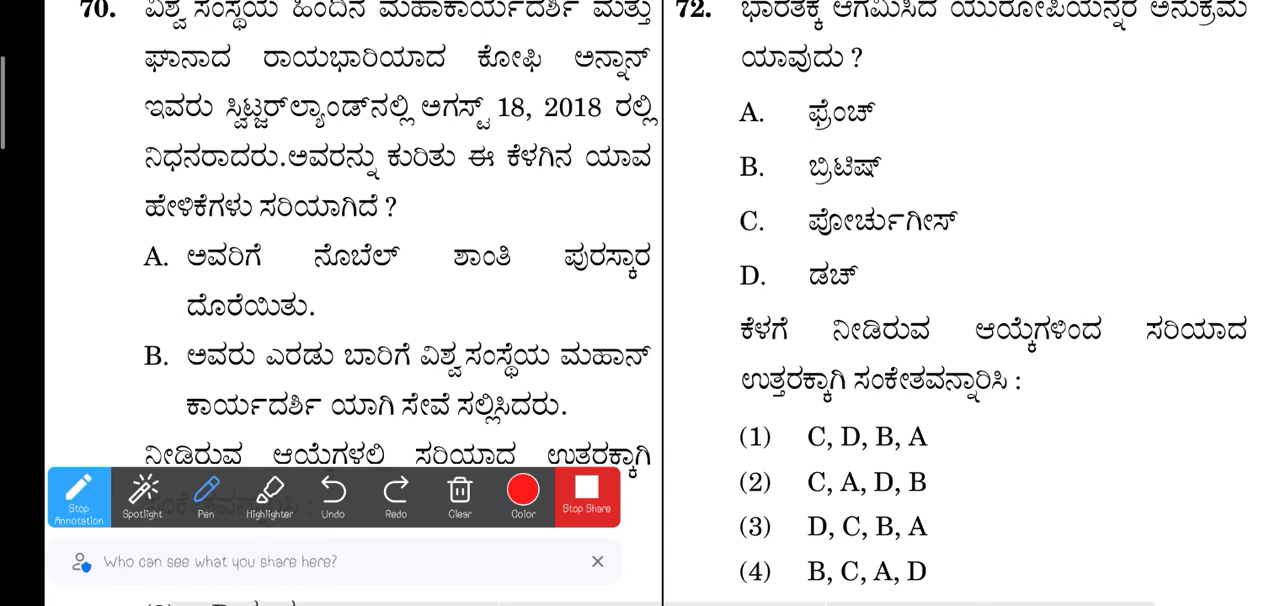 70. ವಿಶ್ವ ಸಂಸ್ಥೆಯ ಹಿಂದಿನ ಮಹಾಕಾರ್ಯದರ್ಶಿ ಮತ್ತು
ಘಾನಾದ ರಾಯಭಾರಿಯಾದ ಕೋಫಿ ಅನ್ನಾನ್
ಇವರು ಸ್ವಿಟ್ಜರ್‌ಲ್ಯಾಂಡ್‌ನಲ್ಲಿ ಅಗಸ್ಟ್ 18, 2018 ರಲ್ಲಿ
ನಿಧನರಾದರು.ಅವರನ್ನು ಕುರಿತು ಈ ಕೆಳಗಿನ ಯಾವ
ಹೇಳಿಕೆಗಳು ಸರಿಯಾಗಿದೆ ?
A. ಅವರಿಗೆ ನೊಬೆಲ್ ಶಾಂತಿ ಪುರಸ್ಕಾರ
ದೊರೆಯಿತು.
B. ಅವರು ಎರಡು ಬಾರಿಗೆ ವಿಶ್ವ ಸಂಸ್ಥೆಯ ಮಹಾನ್
ಕಾರ್ಯದರ್ಶಿ ಯಾಗಿ ಸೇವೆ ಸಲ್ಲಿಸಿದರು.
ನೀಡಿರುವ ಆಯ್ಕೆಗಳಲ್ಲಿ ಸರಿಯಾದ ಉತ್ತರಕ್ಕಾಗಿ
Stop Annotation
Spotlight
Pen
Highlighter
Undo
Redo
Clear
Color
Stop Share
Who can see what you share here?
72. ಭಾರತಕ್ಕೆ ಆಗಮಿಸಿದ ಯುರೋಪಿಯನ್ನರ ಅನುಕ್ರಮ
ಯಾವುದು ?
A. ಫ್ರೆಂಚ್
B. ಬ್ರಿಟಿಷ್
C. ಪೋರ್ಚುಗೀಸ್
D. ಡಚ್
ಕೆಳಗೆ ನೀಡಿರುವ ಆಯ್ಕೆಗಳಿಂದ ಸರಿಯಾದ
ಉತ್ತರಕ್ಕಾಗಿ ಸಂಕೇತವನ್ನಾರಿಸಿ :
(1) C, D, B, A
(2) C, A, D, B
(3) D, C, B, A
(4) B, C, A, D